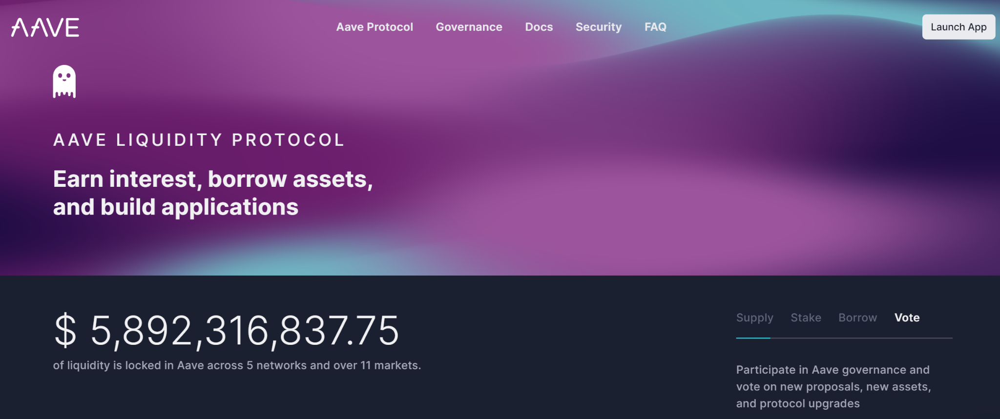 AAVE
Aave Protocol Governance Docs Security FAQ
Launch App
AAVE LIQUIDITY PROTOCOL
Earn interest, borrow assets,
and build applications
$ 5,892,316,837.75
of liquidity is locked in Aave across 5 networks and over 11 markets.
Supply Stake Borrow Vote
Participate in Aave governance and
vote on new proposals, new assets,
and protocol upgrades